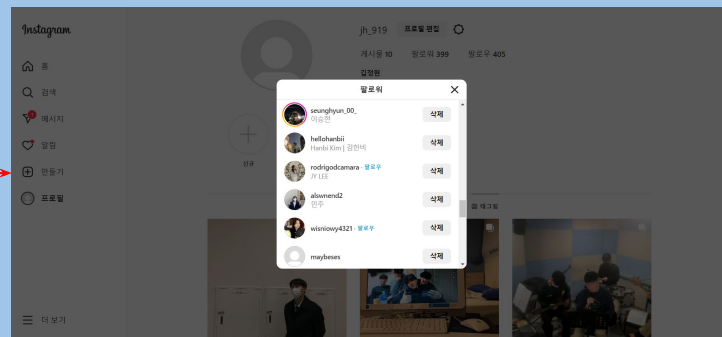 Instagram
홈
검색
메시지
알림
만들기
프로필
더 보기
jh_919 프로필 편집
게시물 10 팔로워 399 팔로우 405
김정현
신규
팔로워
seunghyun_00_
이승현
삭제
hellohanbii
Hanbi Kim | 김한비
삭제
rodrigodcamara · 팔로우
JY LEE
삭제
alswnend2
민주
삭제
wisniowy4321 · 팔로우
삭제
maybeses
삭제
태그됨